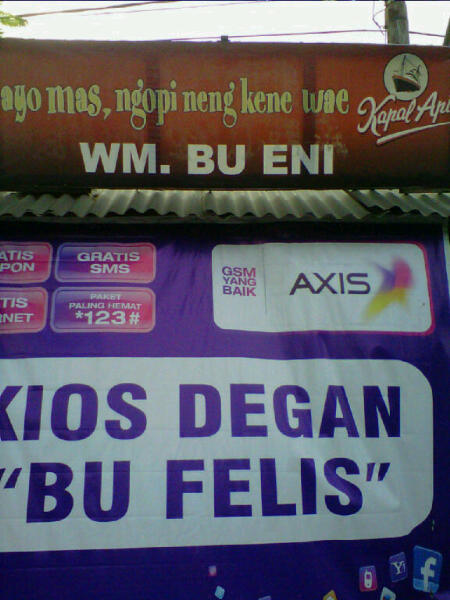 ayo mas, ngopi neng kene wae
Kapal Api
WM. BU ENI
GRATIS
SMS
PAKET
PALING HEMAT
*123#
GSM
YANG
BAIK
AXIS
KIOS DEGAN
"BU FELIS"